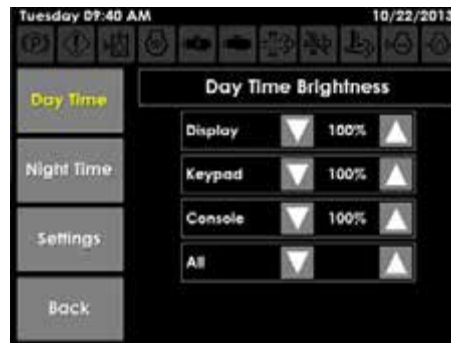 Tuesday 09:40 AM 10/22/2013
(P)
Day Time
Day Time Brightness
Display 100%
Night Time
Keypad 100%
Console 100%
Settings
All
Back